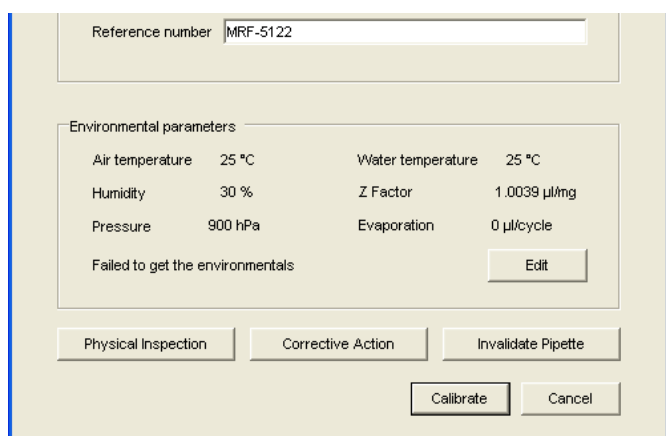 Reference number MRF-5122
Environmental parameters
Air temperature 25 °C Water temperature 25 °C
Humidity 30 % Z Factor 1.0039 µl/mg
Pressure 900 hPa Evaporation 0 µl/cycle
Failed to get the environmentals Edit
Physical Inspection Corrective Action Invalidate Pipette
Calibrate Cancel